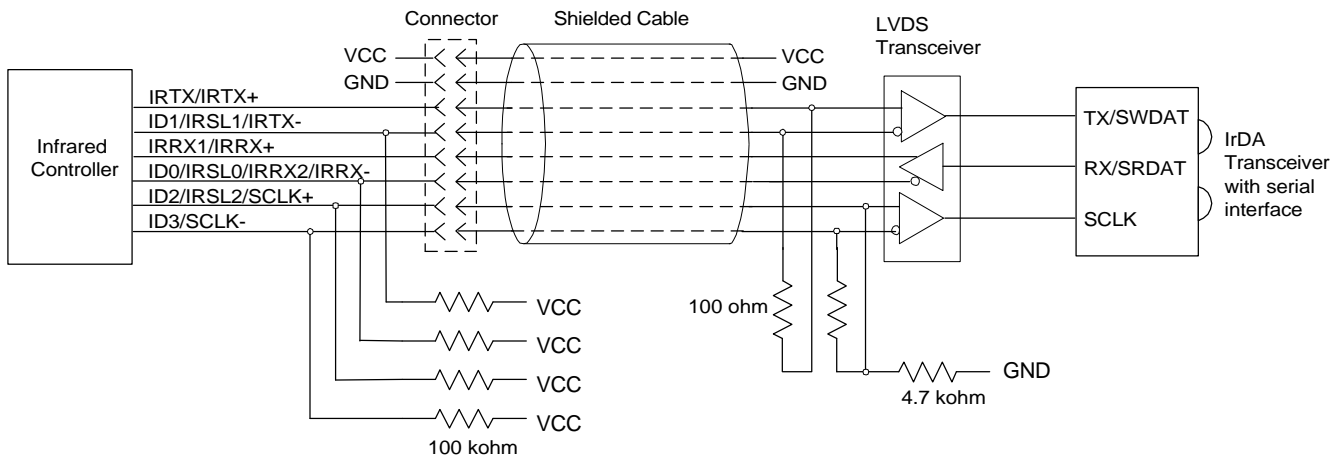 Connector
Shielded Cable
LVDS
Transceiver
VCC
VCC
GND
GND
IRTX/IRTX+
ID1/IRSL1/IRTX-
IRRX1/IRRX+
ID0/IRSL0/IRRX2/IRRX-
ID2/IRSL2/SCLK+
ID3/SCLK-
Infrared
Controller
TX/SWDAT
RX/SRDAT
SCLK
IrDA
Transceiver
with serial
interface
VCC
VCC
VCC
VCC
100 kohm
100 ohm
GND
4.7 kohm